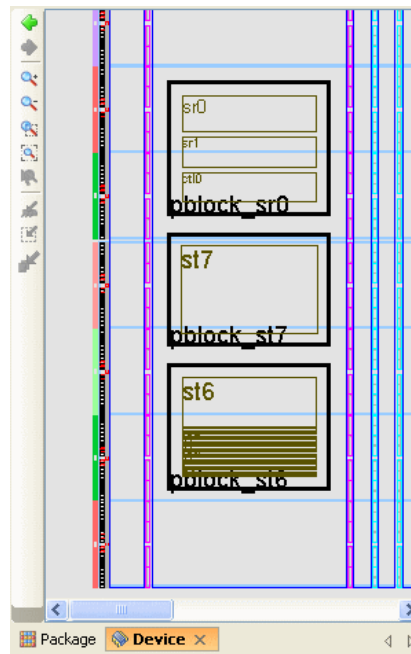 sr0
sr1
ctl0
pblock_sr0
st7
pblock_st7
st6
pblock_st6
Package
Device